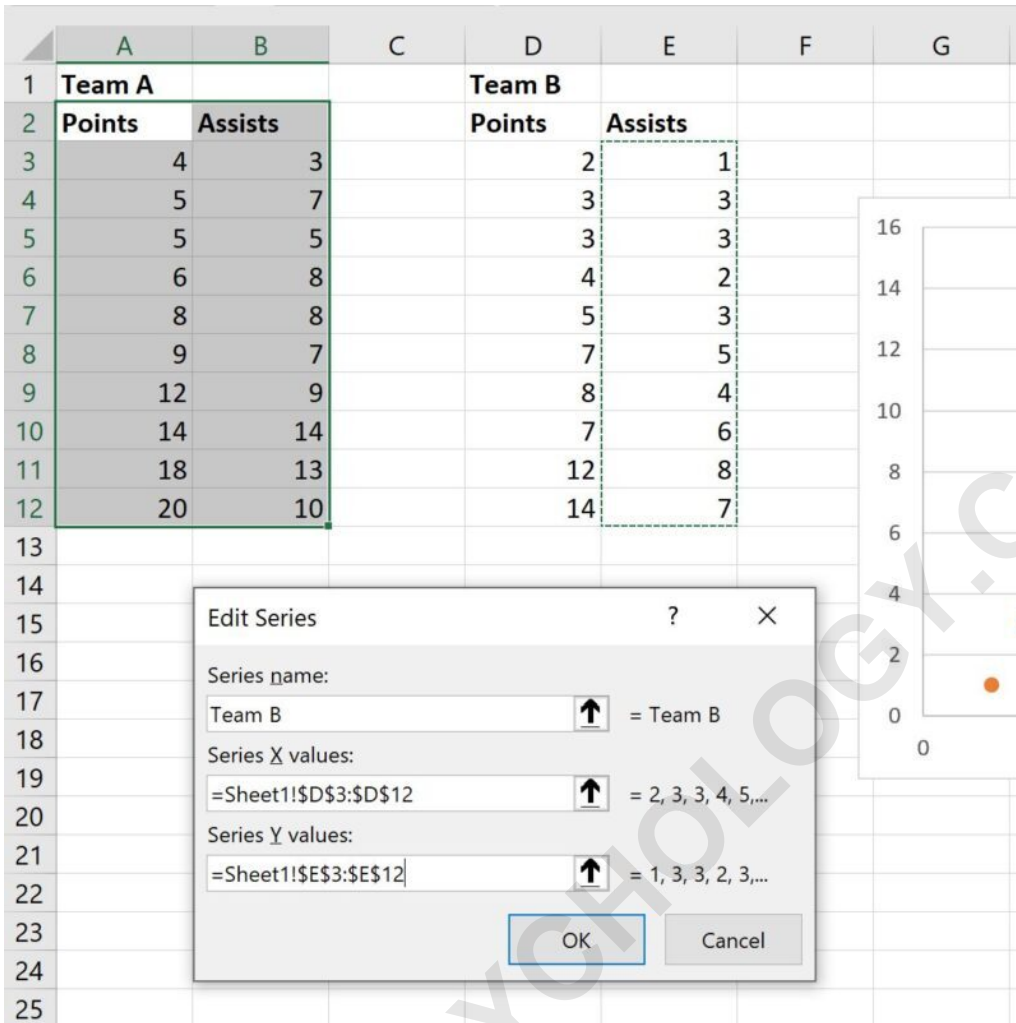 A B C D E F G
1 Team A Team B
2 Points Assists Points Assists
3 4 3 2 1
4 5 7 3 3
5 5 5 3 3
6 6 8 4 2
7 8 8 5 3
8 9 7 7 5
9 12 9 8 4
10 14 14 7 6
11 18 13 12 8
12 20 10 14 7
13
14
15
16
17
18
19
20
21
22
23
24
25
16
14
12
10
8
6
4
2
0
0
Edit Series ? ×
Series name:
Team B = Team B
Series X values:
=Sheet1!$D$3:$D$12 = 2, 3, 3, 4, 5,...
Series Y values:
=Sheet1!$E$3:$E$12 = 1, 3, 3, 2, 3,...
OK Cancel
YCHOLOGY.C